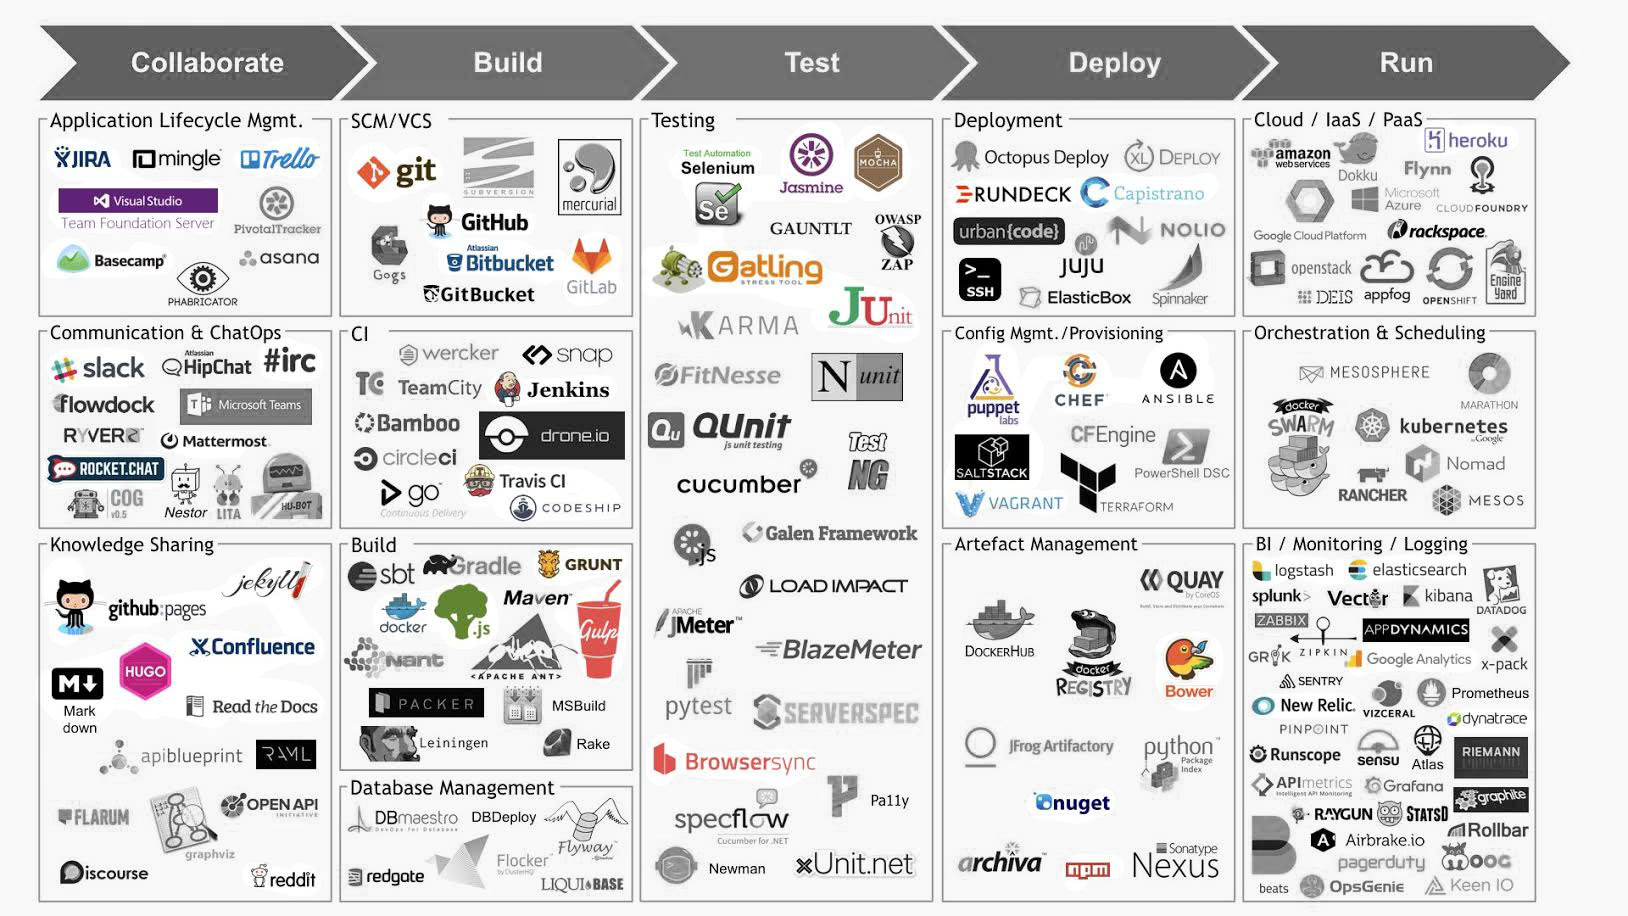 Collaborate
Build
Test
Deploy
Run
Application Lifecycle Mgmt.
JIRA
mingle
Trello
Visual Studio
Team Foundation Server
PivotalTracker
Basecamp
asana
PHABRICATOR
Communication & ChatOps
slack
Atlassian
HipChat
#irc
flowdock
Microsoft Teams
RYVER
Mattermost
ROCKET.CHAT
COG
v0.5
Nestor
LITA
HU-BOT
Knowledge Sharing
jekyll
github:pages
Confluence
HUGO
M
Mark
down
Read the Docs
apiblueprint
RAML
FLARUM
graphviz
OPEN API
INITIATIVE
Discourse
reddit
SCM/VCS
git
SUBVERSION
mercurial
GitHub
Gogs
Atlassian
Bitbucket
GitLab
GitBucket
CI
wercker
snap
TC TeamCity
Jenkins
Bamboo
drone.io
circleci
go
Continuous Delivery
Travis CI
CODESHIP
Build
sbt
Gradle
GRUNT
docker
.js
Maven™
Gulp
Nant
<APACHE ANT>
PACKER
MSBuild
Leiningen
Rake
Database Management
DBmaestro
DevOps for Database
DBDeploy
Flyway
Flocker
by ClusterHQ
redgate
LIQUIBASE
Testing
Test Automation
Selenium
Se
Jasmine
MOCHA
GAUNTLT
OWASP
ZAP
Gatling
STRESS TOOL
KARMA
JUnit
FitNesse
Nunit
Qu QUnit
js unit testing
Test
NG
cucumber
.js
Galen Framework
LOAD IMPACT
APACHE
JMeter™
BlazeMeter
pytest
SERVERSPEC
Browsersync
Pa11y
specflow
Cucumber for .NET
Newman
xUnit.net
Deployment
Octopus Deploy
XL DEPLOY
RUNDECK
Capistrano
urban{code}
NOLIO
>_
SSH
juju
ElasticBox
Spinnaker
Config Mgmt./Provisioning
puppet
labs
CHEF
ANSIBLE
CFEngine
SALTSTACK
PowerShell DSC
VAGRANT
TERRAFORM
Artefact Management
QUAY
by CoreOS
DOCKERHUB
docker
REGISTRY
Bower
JFrog Artifactory
python™
Package
Index
nuget
archiva
npm
Sonatype
Nexus
Cloud / IaaS / PaaS
amazon
web services
Dokku
heroku
Flynn
Google Cloud Platform
Microsoft
Azure
CLOUDFOUNDRY
rackspace
openstack
DEIS
appfog
OPENSHIFT
Engine
Yard
Orchestration & Scheduling
MESOSPHERE
MARATHON
docker
SWARM
kubernetes
by Google
RANCHER
Nomad
MESOS
BI / Monitoring / Logging
logstash
elasticsearch
splunk>
Vector
kibana
DATADOG
ZABBIX
ZIPKIN
APPDYNAMICS
GROK
Google Analytics
x-pack
SENTRY
New Relic.
VIZCERAL
Prometheus
dynatrace
PINPOINT
Runscope
sensu
Atlas
RIEMANN
APImetrics
Intelligent API Monitoring
Grafana
graphite
RAYGUN
STATSD
Airbrake.io
Rollbar
pagerduty
MOOG
beats
OpsGenie
Keen IO